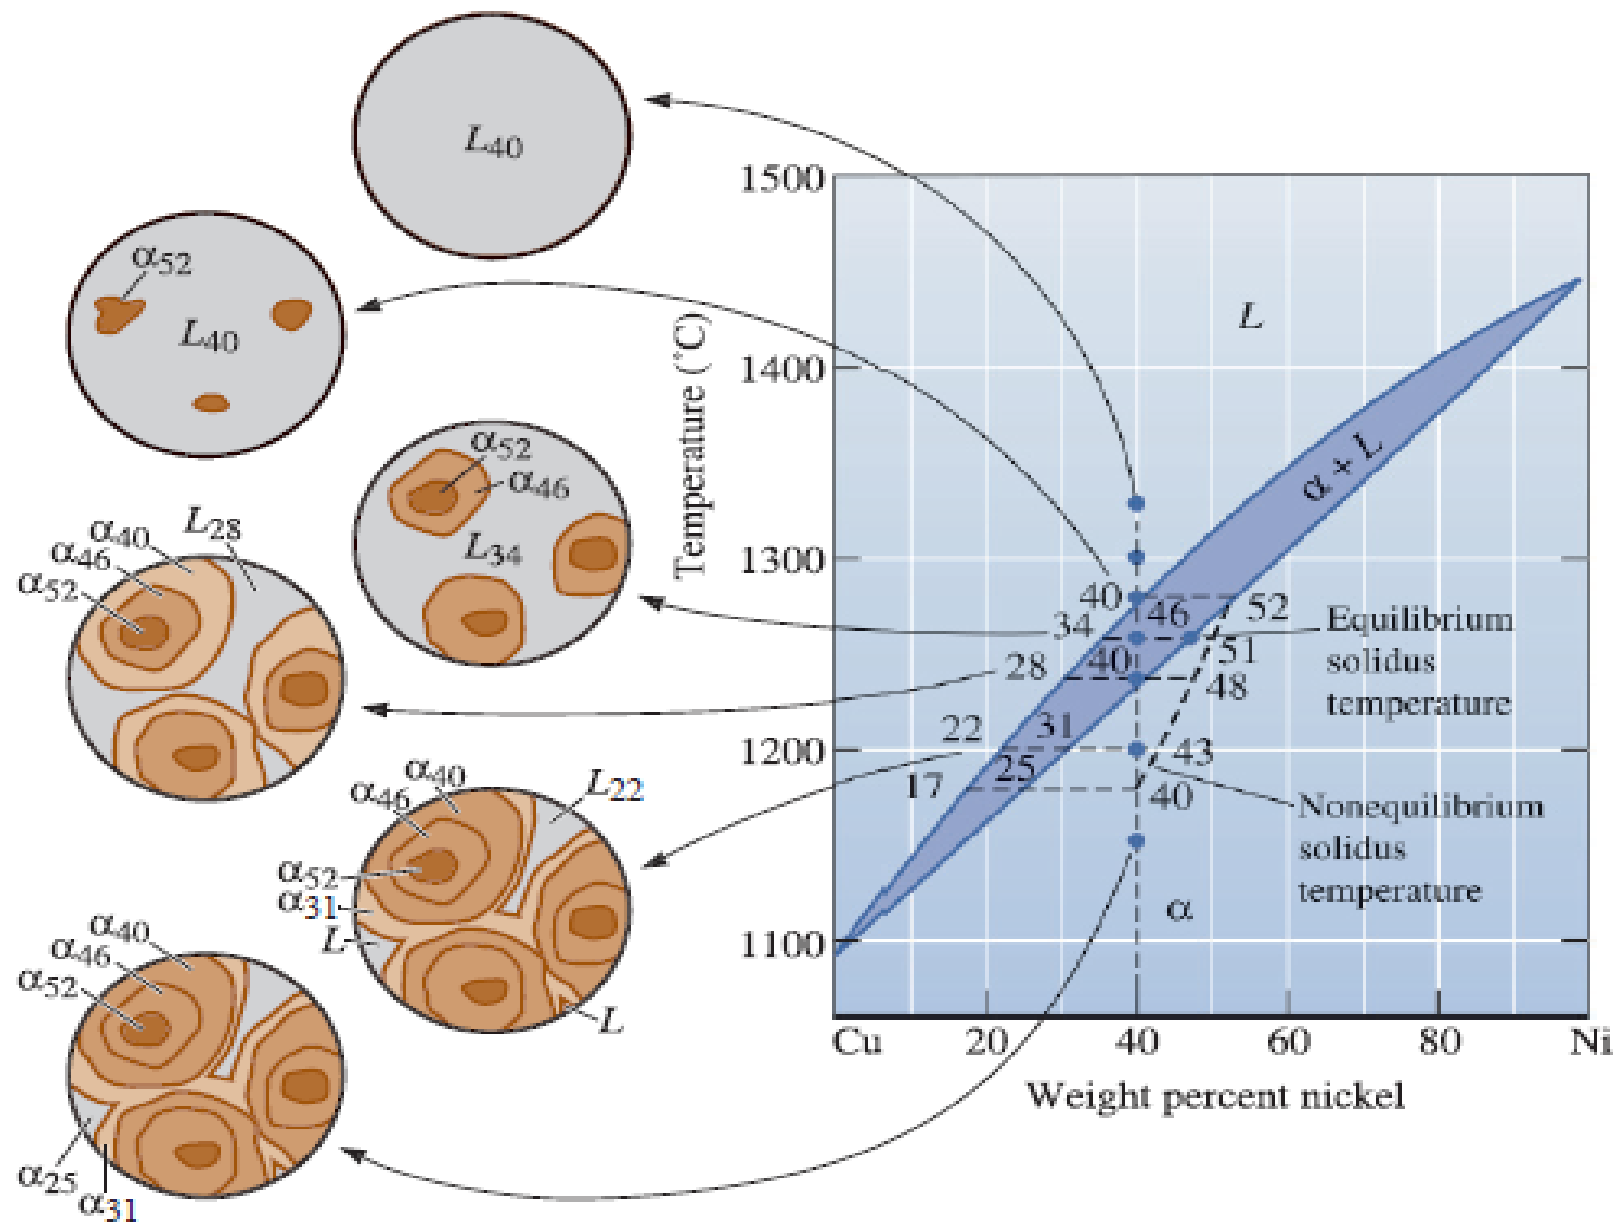 L40
α52
L40
α52
α46
L34
α40
α46
α52
L28
α40
α46
α52
α31
L
L22
L
α40
α46
α52
α25
α31
Temperature (°C)
1500
1400
1300
1200
1100
L
α + L
α
40
46
52
34
51
28
40
48
22
31
43
17
25
40
Equilibrium
solidus
temperature
Nonequilibrium
solidus
temperature
Cu 20 40 60 80 Ni
Weight percent nickel